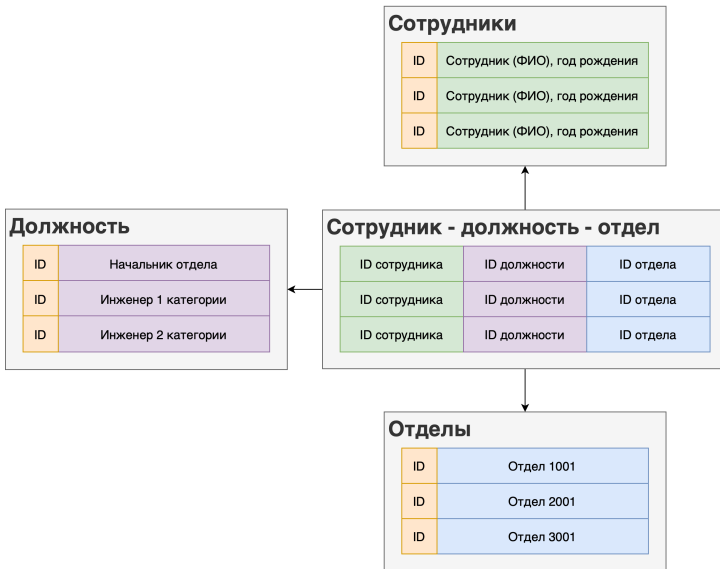 Сотрудники
ID Сотрудник (ФИО), год рождения
ID Сотрудник (ФИО), год рождения
ID Сотрудник (ФИО), год рождения
Должность
ID Начальник отдела
ID Инженер 1 категории
ID Инженер 2 категории
Сотрудник - должность - отдел
ID сотрудника ID должности ID отдела
ID сотрудника ID должности ID отдела
ID сотрудника ID должности ID отдела
Отделы
ID Отдел 1001
ID Отдел 2001
ID Отдел 3001